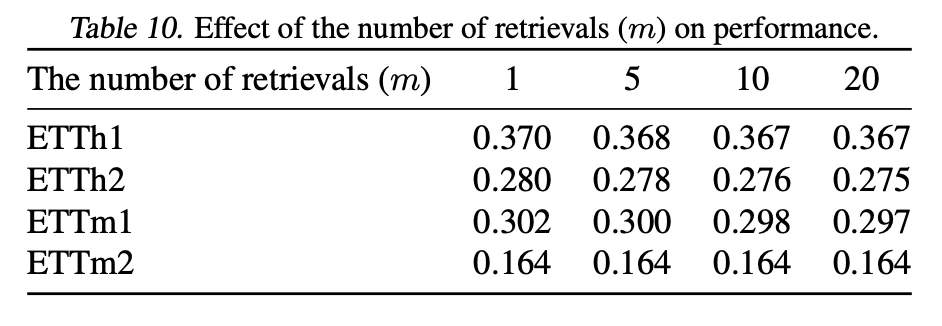 Table 10. Effect of the number of retrievals (m) on performance.
The number of retrievals (m) 1 5 10 20
ETTh1 0.370 0.368 0.367 0.367
ETTh2 0.280 0.278 0.276 0.275
ETTm1 0.302 0.300 0.298 0.297
ETTm2 0.164 0.164 0.164 0.164